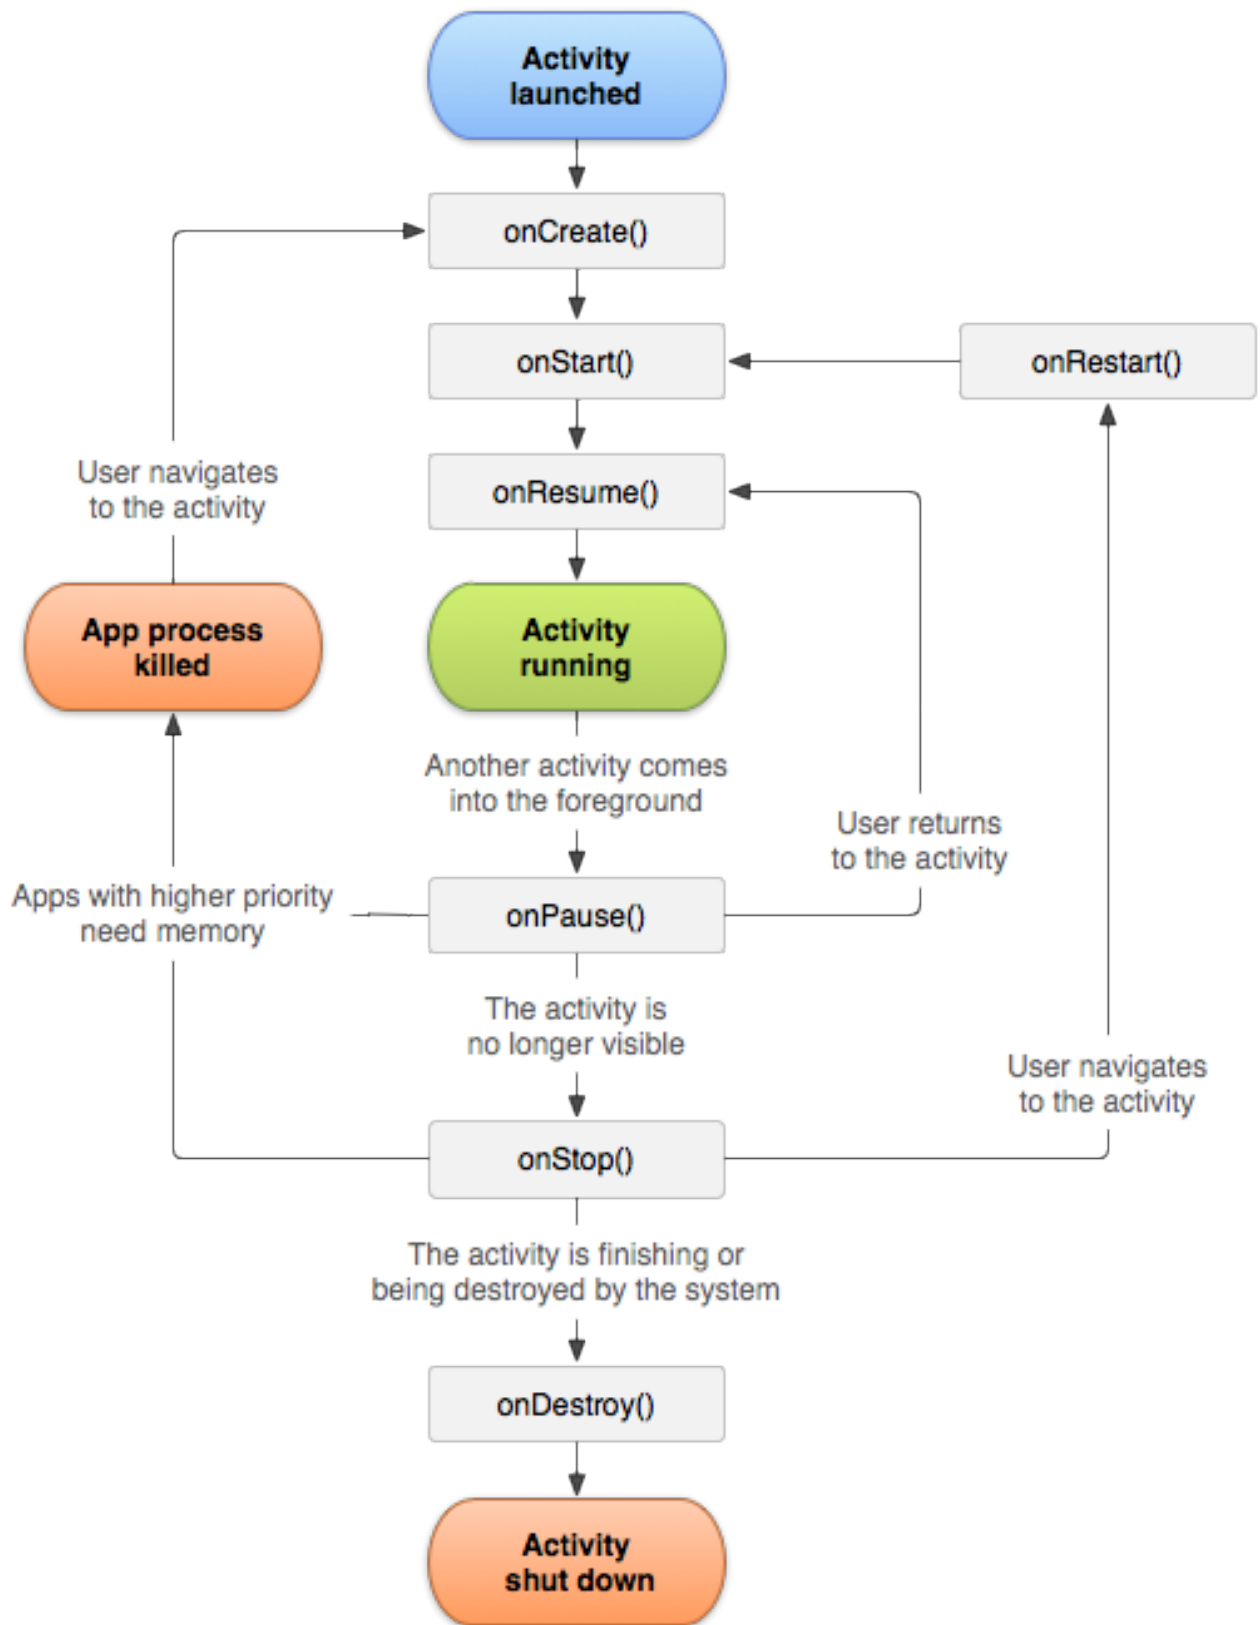 Activity
launched
onCreate()
onStart()
onRestart()
User navigates
to the activity
onResume()
App process
killed
Activity
running
Another activity comes
into the foreground
User returns
to the activity
Apps with higher priority
need memory
onPause()
The activity is
no longer visible
User navigates
to the activity
onStop()
The activity is finishing or
being destroyed by the system
onDestroy()
Activity
shut down